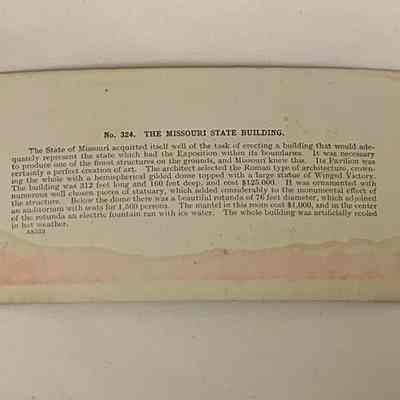 No. 324. THE MISSOURI STATE BUILDING.
The State of Missouri acquitted itself well of the task of erecting a building that would ade-
quately represent the state which had the Exposition within its boundaries. It was necessary
to produce one of the finest structures on the grounds, and Missouri knew this. Its Pavilion was
certainly a perfect creation of art. The architect selected the Roman type of architecture, crown-
ing the whole with a hemispherical gilded dome topped with a large statue of Winged Victory.
The building was 312 feet long and 160 feet deep, and cost $125,000. It was ornamented with
numerous well chosen pieces of statuary, which added considerably to the monumental effect of
the structure. Below the dome there was a beautiful rotunda of 76 feet diameter, which adjoined
an auditorium with seats for 1,500 persons. The mantel in this room cost $1,000, and in the center
of the rotunda an electric fountain ran with ice water. The whole building was artificially cooled
in hot weather.